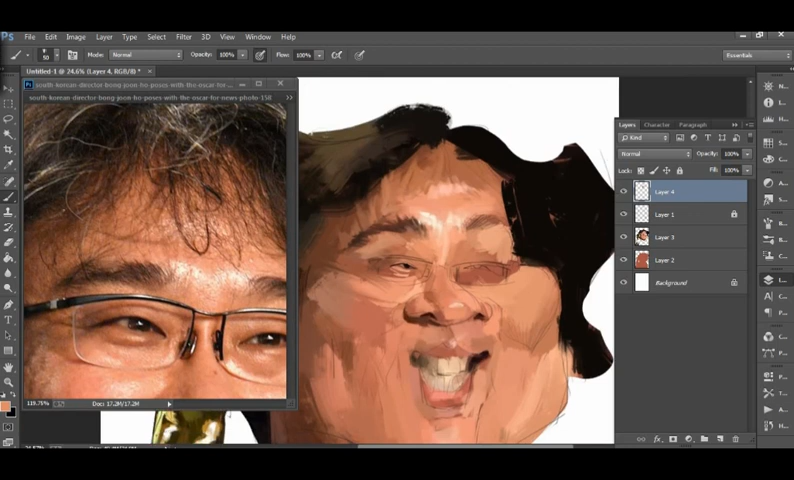 Ps File Edit Image Layer Type Select Filter 3D View Window Help
50 Mode: Normal Opacity: 100% Flow: 100% Essentials
Untitled-1 @ 24.6% (Layer 4, RGB/8) * ×
south-korean-director-bong-joon-ho-poses-with-the-oscar-for-...
south-korean-director-bong-joon-ho-poses-with-the-oscar-for-news-photo-158
Layers Character Paragraph
Kind
Normal Opacity: 100%
Lock: Fill: 100%
Layer 4
Layer 1
Layer 3
Layer 2
Background
119.75% Doc: 17.2M/17.2M